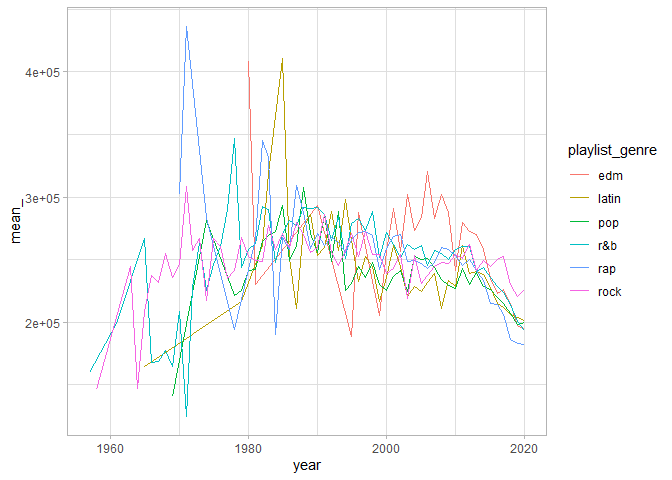 4e+05
3e+05
2e+05
mean_
1960
1980
2000
2020
year
playlist_genre
edm
latin
pop
r&b
rap
rock